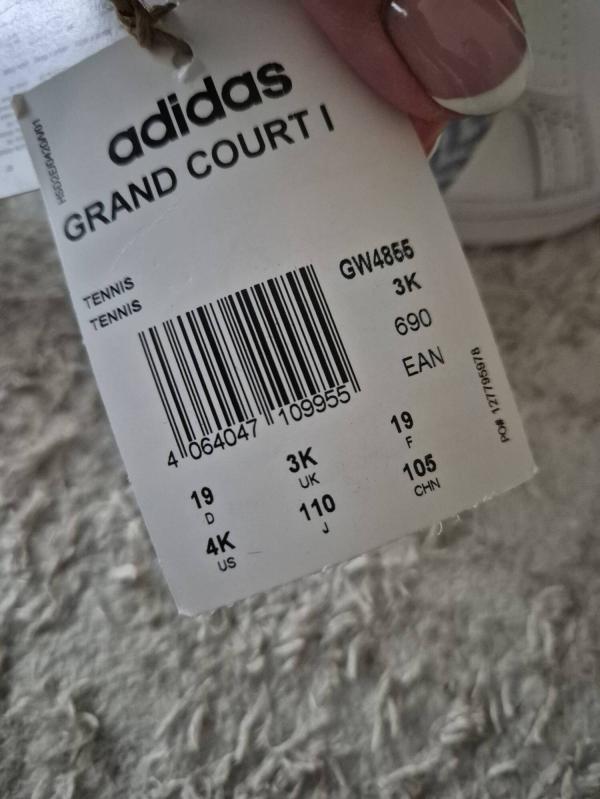 adidas
GRAND COURT I
TENNIS
TENNIS
GW4855
3K
690
EAN
4 064047 109955
19
D
3K
UK
19
F
4K
US
110
J
105
CHN
PO# 127795978